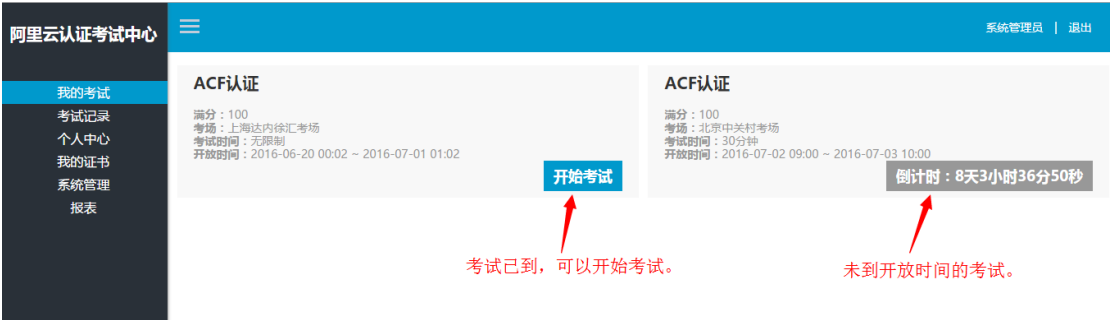 阿里云认证考试中心
系统管理员 | 退出
我的考试
考试记录
个人中心
我的证书
系统管理
报表
ACF认证
满分：100
考场：上海达内徐汇考场
考试时间：无限制
开放时间：2016-06-20 00:02 ~ 2016-07-01 01:02
开始考试
ACF认证
满分：100
考场：北京中关村考场
考试时间：30分钟
开放时间：2016-07-02 09:00 ~ 2016-07-03 10:00
倒计时：8天3小时36分50秒
考试已到，可以开始考试。
未到开放时间的考试。